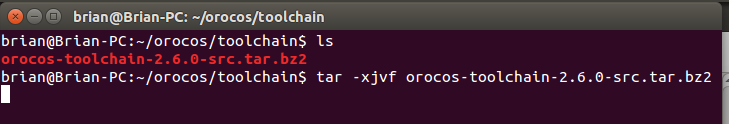 brian@Brian-PC: ~/orocos/toolchain
brian@Brian-PC:~/orocos/toolchain$ ls
orocos-toolchain-2.6.0-src.tar.bz2
brian@Brian-PC:~/orocos/toolchain$ tar -xjvf orocos-toolchain-2.6.0-src.tar.bz2